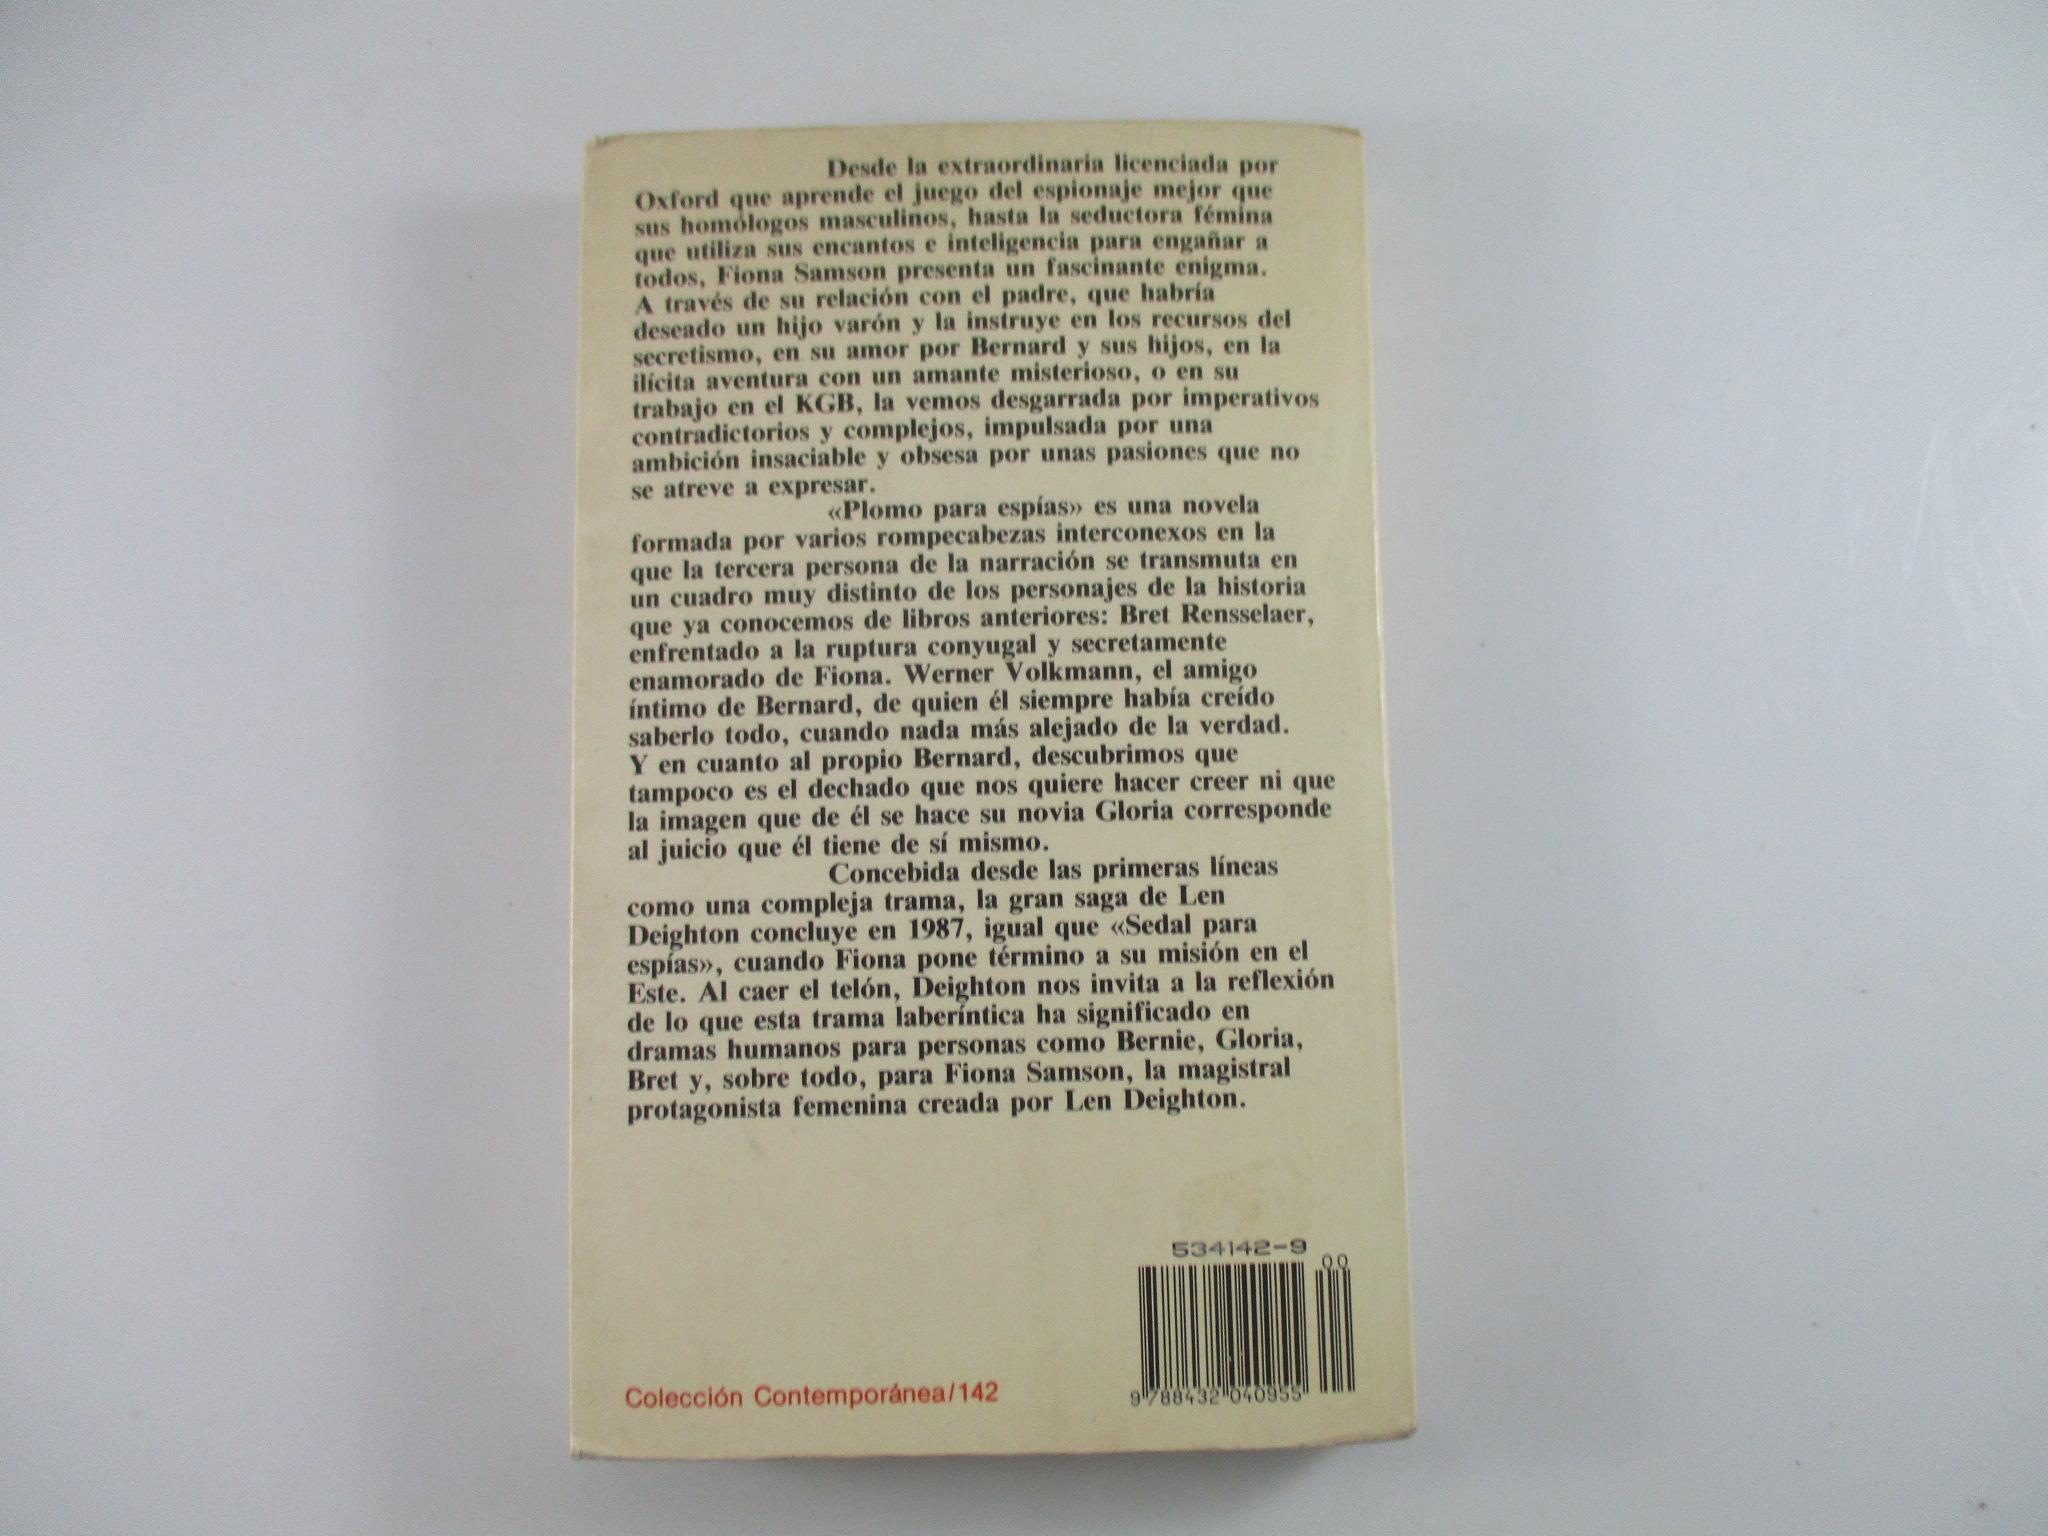 Desde la extraordinaria licenciada por
Oxford que aprende el juego del espionaje mejor que
sus homólogos masculinos, hasta la seductora fémina
que utiliza sus encantos e inteligencia para engañar a
todos, Fiona Samson presenta un fascinante enigma.
A través de su relación con el padre, que habría
deseado un hijo varón y la instruye en los recursos del
secretismo, en su amor por Bernard y sus hijos, en la
ilícita aventura con un amante misterioso, o en su
trabajo en el KGB, la vemos desgarrada por imperativos
contradictorios y complejos, impulsada por una
ambición insaciable y obsesa por unas pasiones que no
se atreve a expresar.
«Plomo para espías» es una novela
formada por varios rompecabezas interconexos en la
que la tercera persona de la narración se transmuta en
un cuadro muy distinto de los personajes de la historia
que ya conocemos de libros anteriores: Bret Rensselaer,
enfrentado a la ruptura conyugal y secretamente
enamorado de Fiona. Werner Volkmann, el amigo
íntimo de Bernard, de quien él siempre había creído
saberlo todo, cuando nada más alejado de la verdad.
Y en cuanto al propio Bernard, descubrimos que
tampoco es el dechado que nos quiere hacer creer ni que
la imagen que de él se hace su novia Gloria corresponde
al juicio que él tiene de sí mismo.
Concebida desde las primeras líneas
como una compleja trama, la gran saga de Len
Deighton concluye en 1987, igual que «Sedal para
espías», cuando Fiona pone término a su misión en el
Este. Al caer el telón, Deighton nos invita a la reflexión
de lo que esta trama laberíntica ha significado en
dramas humanos para personas como Bernie, Gloria,
Bret y, sobre todo, para Fiona Samson, la magistral
protagonista femenina creada por Len Deighton.
534142-9
00
9 788432 040955
Colección Contemporánea/142